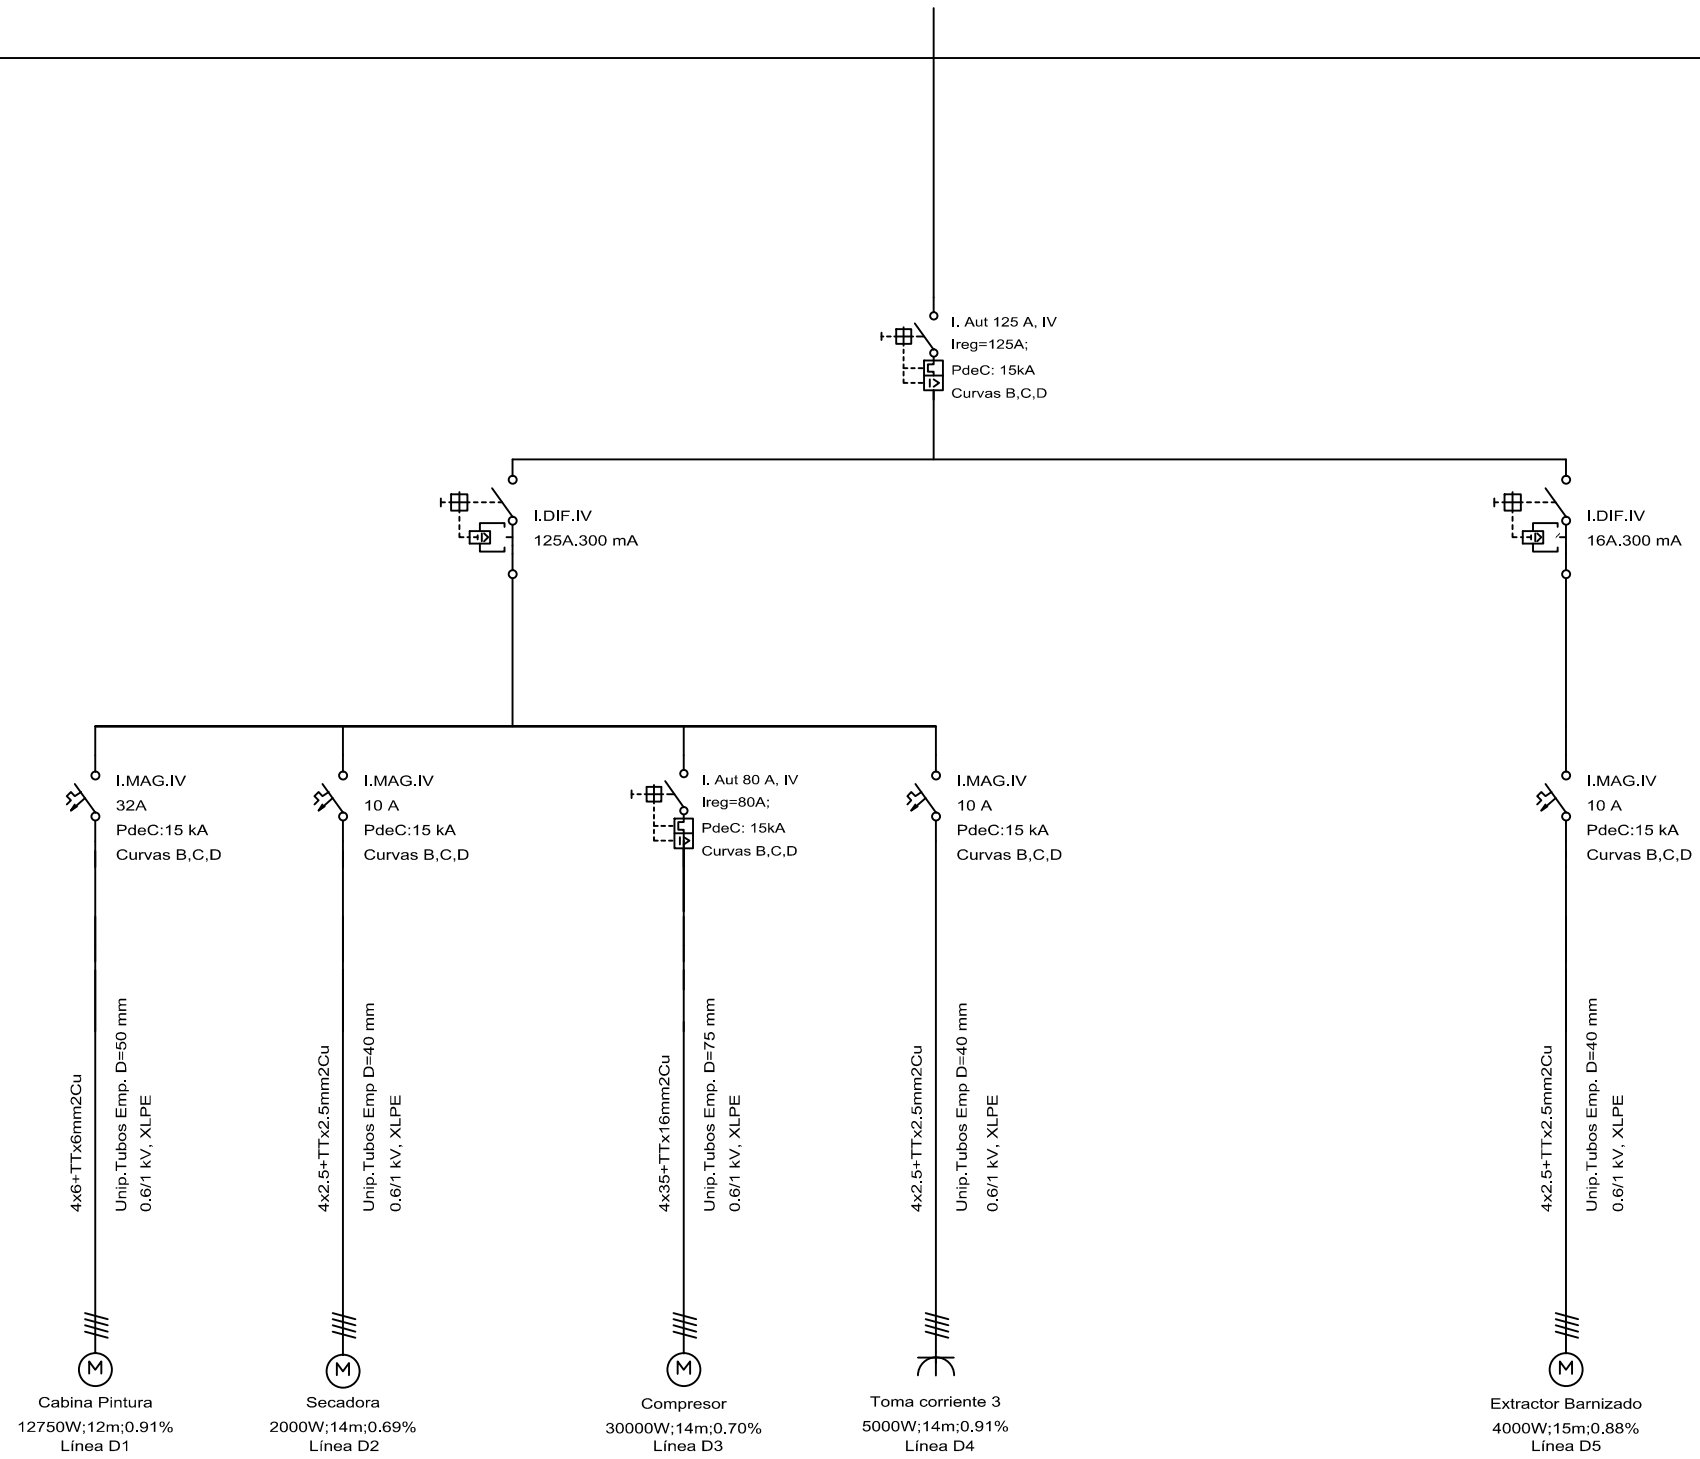 I. Aut 125 A, IV
Ireg=125A;
PdeC: 15kA
Curvas B,C,D
I.DIF.IV
125A.300 mA
I.DIF.IV
16A.300 mA
I.MAG.IV
32A
PdeC:15 kA
Curvas B,C,D
I.MAG.IV
10 A
PdeC:15 kA
Curvas B,C,D
I. Aut 80 A, IV
Ireg=80A;
PdeC: 15kA
Curvas B,C,D
I.MAG.IV
10 A
PdeC:15 kA
Curvas B,C,D
I.MAG.IV
10 A
PdeC:15 kA
Curvas B,C,D
4x6+TTx6mm2Cu
Unip.Tubos Emp. D=50 mm
0.6/1 kV, XLPE
4x2.5+TTx2.5mm2Cu
Unip.Tubos Emp D=40 mm
0.6/1 kV, XLPE
4x35+TTx16mm2Cu
Unip.Tubos Emp. D=75 mm
0.6/1 kV, XLPE
4x2.5+TTx2.5mm2Cu
Unip.Tubos Emp D=40 mm
0.6/1 kV, XLPE
4x2.5+TTx2.5mm2Cu
Unip.Tubos Emp. D=40 mm
0.6/1 kV, XLPE
M
Cabina Pintura
12750W;12m;0.91%
Línea D1
M
Secadora
2000W;14m;0.69%
Línea D2
M
Compresor
30000W;14m;0.70%
Línea D3
Toma corriente 3
5000W;14m;0.91%
Línea D4
M
Extractor Barnizado
4000W;15m;0.88%
Línea D5